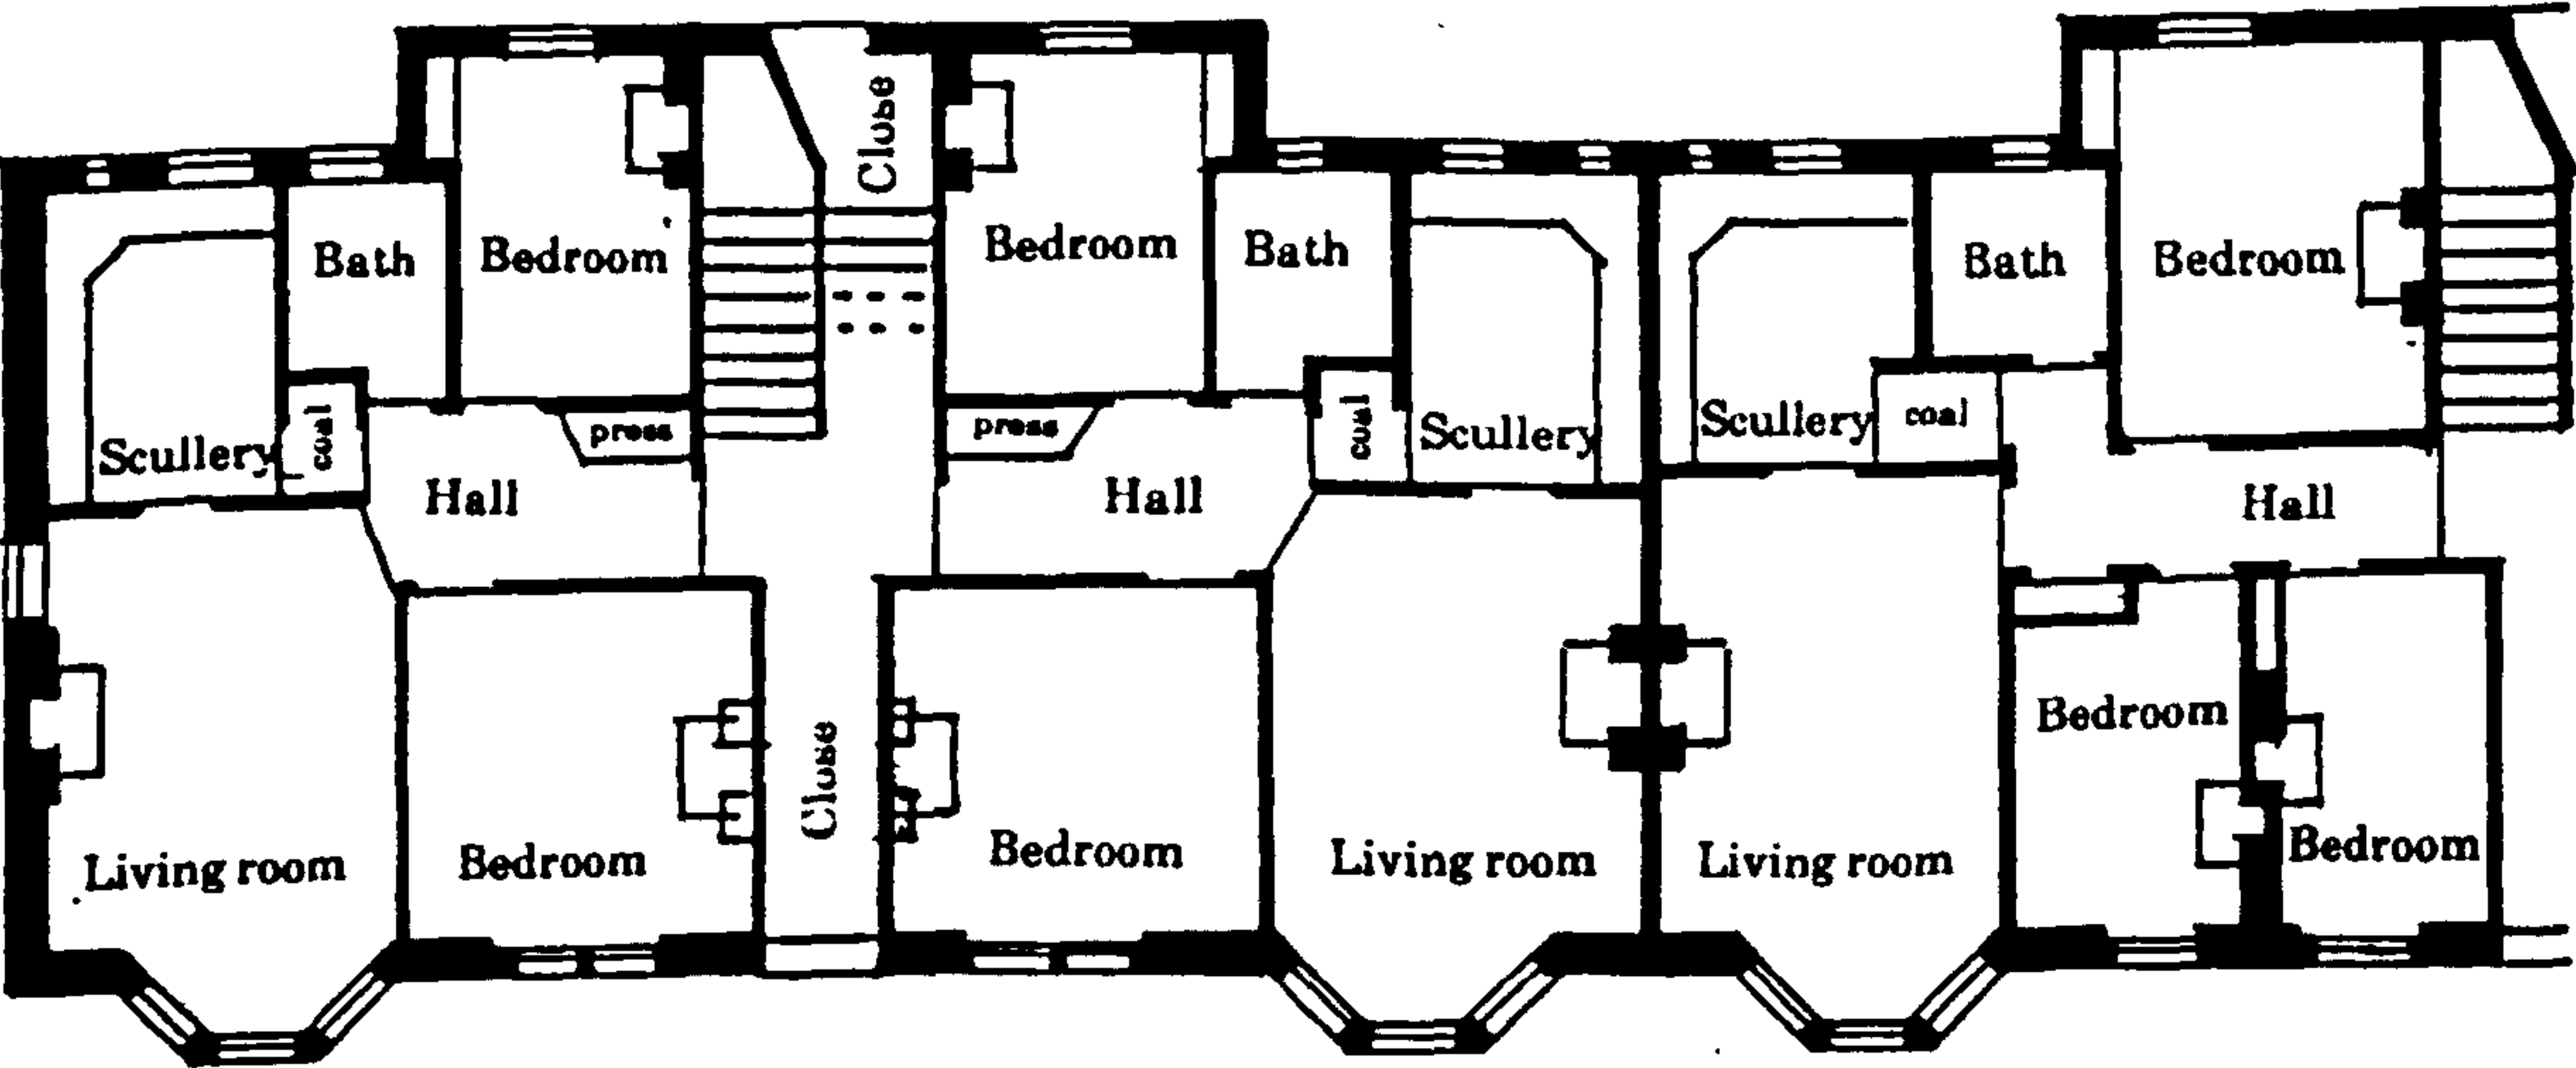 Close
Bath
Bedroom
Bedroom
Bath
Bath
Bedroom
Scullery
coal
press
press
coal
Scullery
Scullery
coal
Hall
Hall
Hall
Living room
Bedroom
Close
Bedroom
Living room
Living room
Bedroom
Bedroom